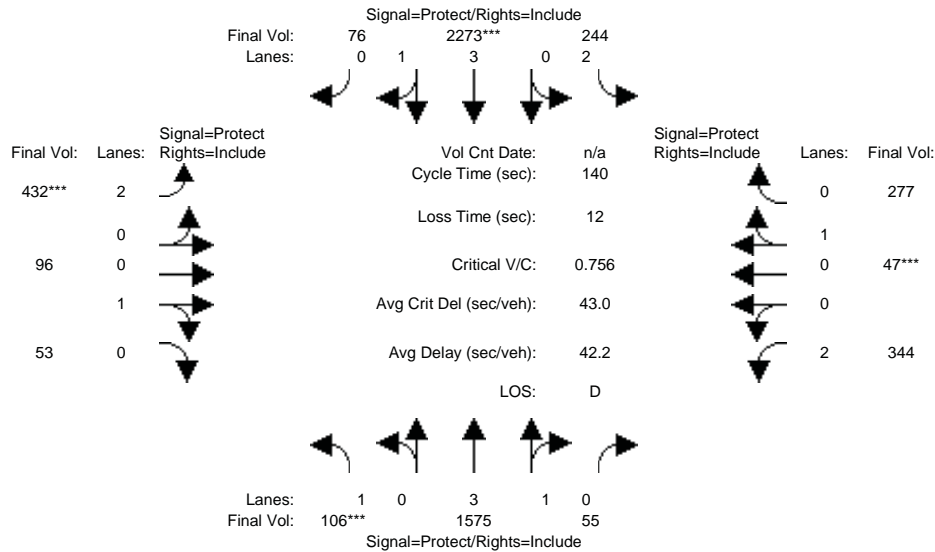 Signal=Protect/Rights=Include
Final Vol: 76 2273*** 244
Lanes: 0 1 3 0 2
Signal=Protect
Final Vol: Lanes: Rights=Include
Vol Cnt Date: n/a
Signal=Protect
Rights=Include Lanes: Final Vol:
Cycle Time (sec): 140
432*** 2
0 277
Loss Time (sec): 12
0
1
96 0
Critical V/C: 0.756
0 47***
1
Avg Crit Del (sec/veh): 43.0
0
53 0
Avg Delay (sec/veh): 42.2
2 344
LOS: D
Lanes: 1 0 3 1 0
Final Vol: 106*** 1575 55
Signal=Protect/Rights=Include